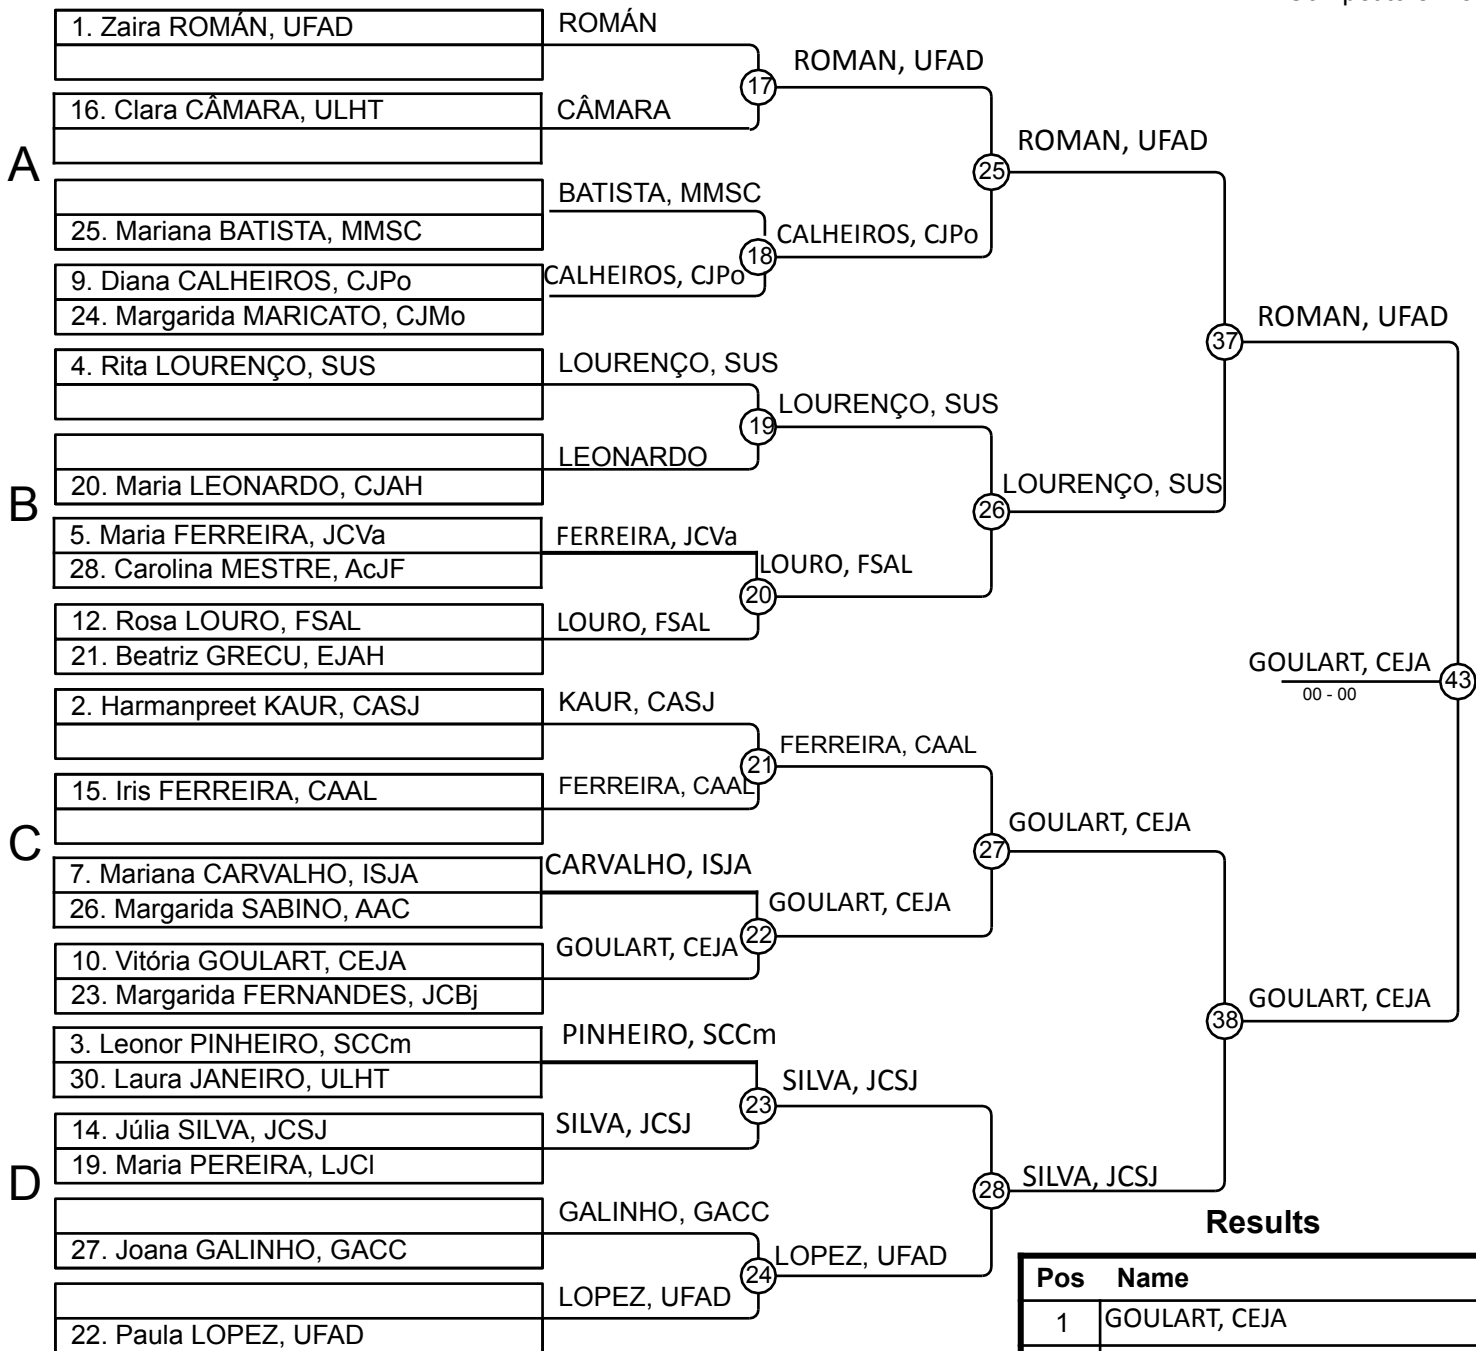 1. Zaira ROMÁN, UFAD
ROMÁN
ROMAN, UFAD
17
16. Clara CÂMARA, ULHT
CÂMARA
ROMAN, UFAD
A
25
BATISTA, MMSC
25. Mariana BATISTA, MMSC
CALHEIROS, CJPo
18
9. Diana CALHEIROS, CJPo
CALHEIROS, CJPo
24. Margarida MARICATO, CJMo
ROMAN, UFAD
37
4. Rita LOURENÇO, SUS
LOURENÇO, SUS
LOURENÇO, SUS
19
LEONARDO
20. Maria LEONARDO, CJAH
LOURENÇO, SUS
B
26
5. Maria FERREIRA, JCVa
FERREIRA, JCVa
28. Carolina MESTRE, AcJF
LOURO, FSAL
20
12. Rosa LOURO, FSAL
LOURO, FSAL
21. Beatriz GRECU, EJAH
GOULART, CEJA
43
00 - 00
2. Harmanpreet KAUR, CASJ
KAUR, CASJ
FERREIRA, CAAL
21
15. Iris FERREIRA, CAAL
FERREIRA, CAAL
GOULART, CEJA
C
27
7. Mariana CARVALHO, ISJA
CARVALHO, ISJA
26. Margarida SABINO, AAC
GOULART, CEJA
22
10. Vitória GOULART, CEJA
GOULART, CEJA
23. Margarida FERNANDES, JCBj
GOULART, CEJA
38
3. Leonor PINHEIRO, SCCm
PINHEIRO, SCCm
30. Laura JANEIRO, ULHT
SILVA, JCSJ
23
14. Júlia SILVA, JCSJ
SILVA, JCSJ
19. Maria PEREIRA, LJCl
SILVA, JCSJ
D
28
GALINHO, GACC
27. Joana GALINHO, GACC
LOPEZ, UFAD
24
LOPEZ, UFAD
22. Paula LOPEZ, UFAD
Results
Pos Name
1 GOULART, CEJA